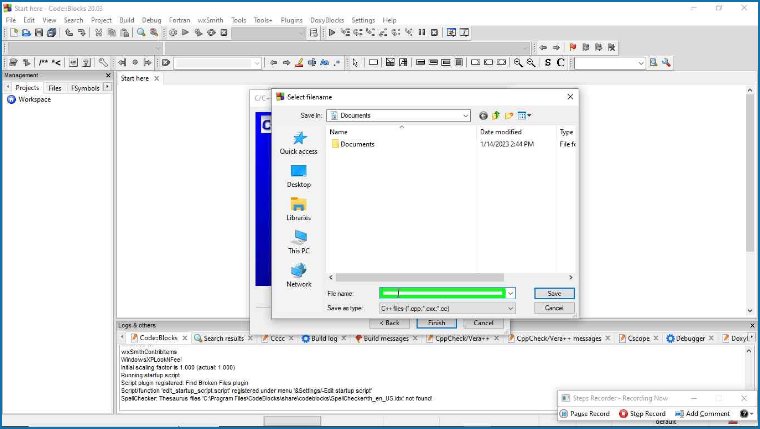 Start here - Code::Blocks 20.03
File Edit View Search Project Build Debug Fortran wxSmith Tools Tools+ Plugins DoxyBlocks Settings Help
Management
Projects Files FSymbols
Workspace
Start here
C/C+
Select filename
Save in: Documents
Name Date modified Type
Documents 1/14/2023 2:44 PM File fo
Quick access
Desktop
Libraries
This PC
Network
File name: Save
Save as type: C++ files (*.cpp;*.cxx;*.cc) Cancel
< Back Finish Cancel
Logs & others
Code::Blocks Search results Cccc Build log Build messages CppCheck/Vera++ CppCheck/Vera++ messages Cscope Debugger DoxyBl
wxSmithContribItems
WindowsXPLookNFeel
Initial scaling factor is 1.000 (actual: 1.000)
Running startup script
Script plugin registered: Find Broken Files plugin
Script/function 'edit_startup_script.script' registered under menu '&Settings/-Edit startup script'
SpellChecker: Thesaurus files 'C:\Program Files\CodeBlocks\share\codeblocks\SpellChecker\th_en_US.idx' not found!
Steps Recorder - Recording Now
Pause Record Stop Record Add Comment
default